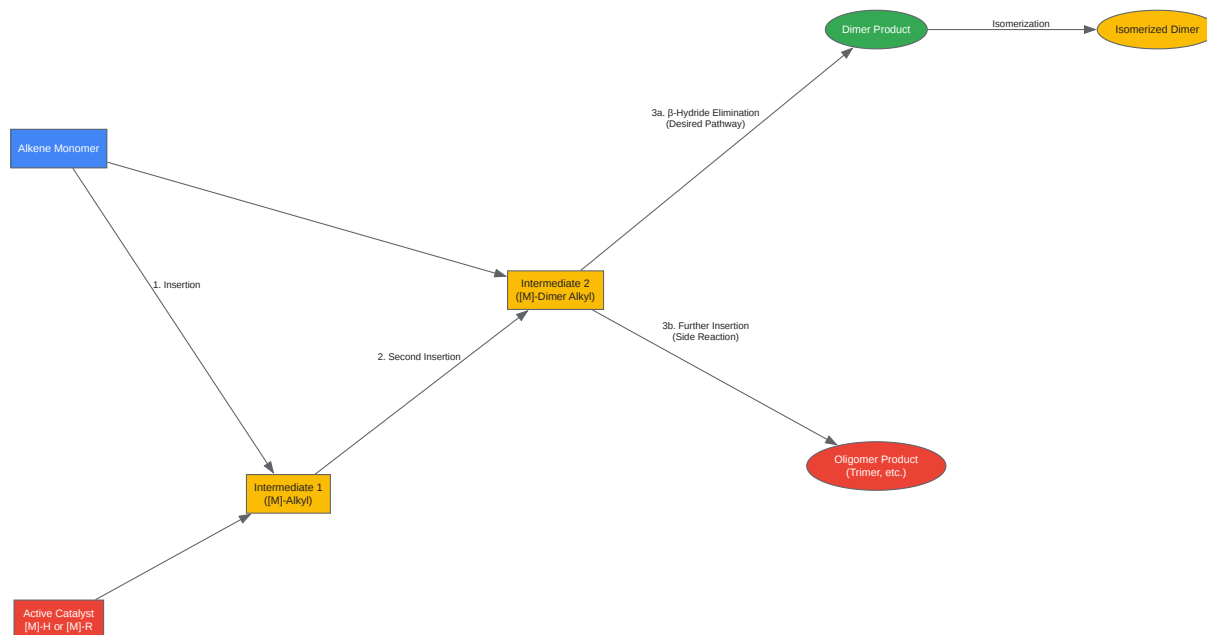 Dimer Product
Isomerization
Isomerized Dimer
3a. β-Hydride Elimination
(Desired Pathway)
Alkene Monomer
1. Insertion
Intermediate 2
([M]-Dimer Alkyl)
3b. Further Insertion
(Side Reaction)
2. Second Insertion
Oligomer Product
(Trimer, etc.)
Intermediate 1
([M]-Alkyl)
Active Catalyst
[M]-H or [M]-R